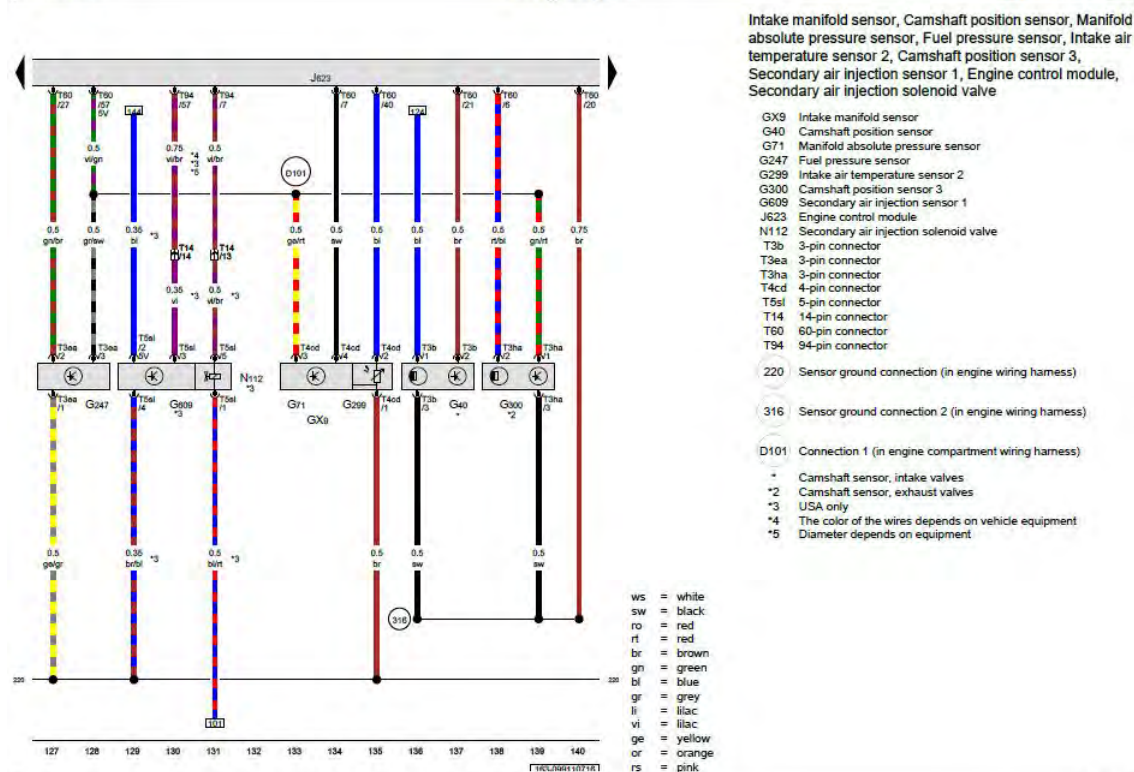 J623
T60
/27
T60
/57
5V
144
T94
/57
T94
/7
T60
/7
T60
/40
124
T60
/21
T60
/6
T60
/20
0.5
vi/gn
0.75
vi/br
*4
*3
*5
0.5
vi/br
D101
0.5
gn/br
0.5
gr/sw
0.35
bl
*3
T14
/14
T14
/13
0.5
ge/rt
0.5
sw
0.5
bl
0.5
bl
0.5
br
0.5
rt/bl
0.5
gn/rt
0.75
br
0.35
vi
*3
0.5
vi/br
*3
T3ea
/2
T3ea
/3
T5sl
/2
5V
T5sl
/3
T5sl
/5
T4cd
/3
T4cd
/4
T4cd
/2
T3b
/1
T3b
/2
T3ha
/2
T3ha
/1
N112
*3
T3ea
/1
G247
T5sl
/4
G609
*3
T5sl
/1
G71
GX9
G299
T4cd
/1
T3b
/3
G40
*
G300
*2
T3ha
/3
0.5
ge/gr
0.35
br/bl
*3
0.5
bl/rt
*3
0.5
br
0.5
sw
0.5
sw
316
220
220
101
127 128 129 130 131 132 133 134 135 136 137 138 139 140
163-099110716
ws = white
sw = black
ro = red
rt = red
br = brown
gn = green
bl = blue
gr = grey
li = lilac
vi = lilac
ge = yellow
or = orange
rs = pink
Intake manifold sensor, Camshaft position sensor, Manifold
absolute pressure sensor, Fuel pressure sensor, Intake air
temperature sensor 2, Camshaft position sensor 3,
Secondary air injection sensor 1, Engine control module,
Secondary air injection solenoid valve
GX9 Intake manifold sensor
G40 Camshaft position sensor
G71 Manifold absolute pressure sensor
G247 Fuel pressure sensor
G299 Intake air temperature sensor 2
G300 Camshaft position sensor 3
G609 Secondary air injection sensor 1
J623 Engine control module
N112 Secondary air injection solenoid valve
T3b 3-pin connector
T3ea 3-pin connector
T3ha 3-pin connector
T4cd 4-pin connector
T5sl 5-pin connector
T14 14-pin connector
T60 60-pin connector
T94 94-pin connector
220 Sensor ground connection (in engine wiring harness)
316 Sensor ground connection 2 (in engine wiring harness)
D101 Connection 1 (in engine compartment wiring harness)
* Camshaft sensor, intake valves
*2 Camshaft sensor, exhaust valves
*3 USA only
*4 The color of the wires depends on vehicle equipment
*5 Diameter depends on equipment